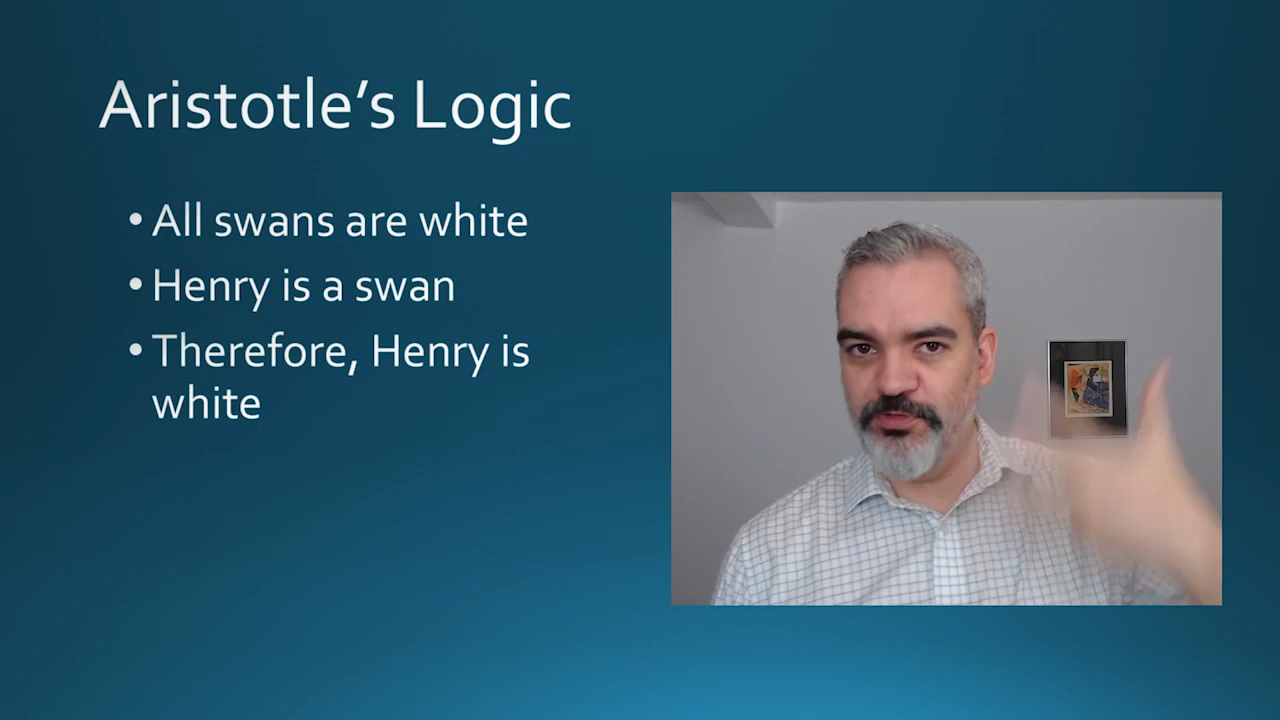 Aristotle’s Logic
• All swans are white
• Henry is a swan
• Therefore, Henry is
white